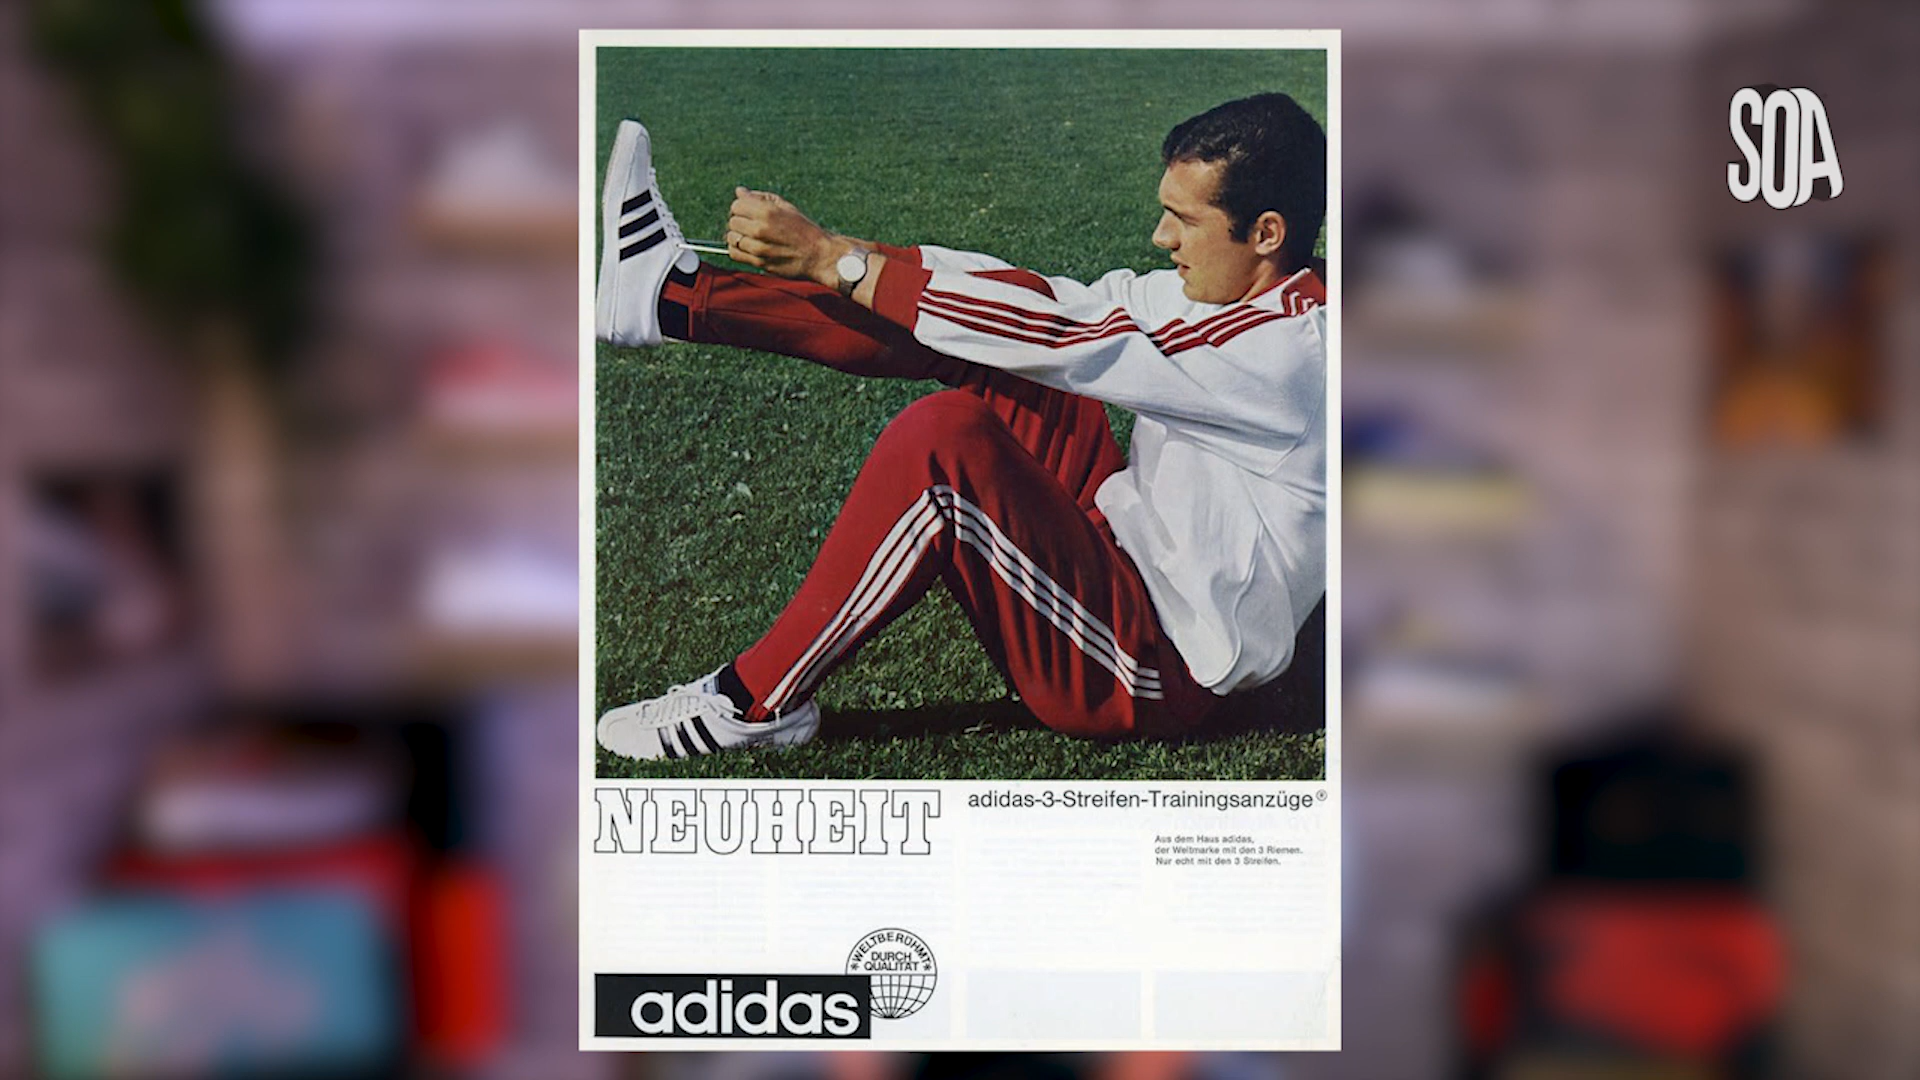 SOA
NEUHEIT
adidas-3-Streifen-Trainingsanzüge®
Aus dem Haus adidas,
der Weltmarke mit den 3 Riemen.
Nur echt mit den 3 Streifen.
*WELTBERÜHMT*
DURCH
QUALITÄT
adidas